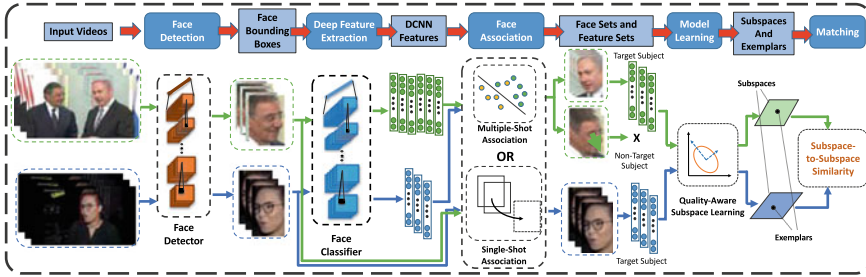 Input Videos
Face
Detection
Face
Bounding
Boxes
Deep Feature
Extraction
DCNN
Features
Face
Association
Face Sets and
Feature Sets
Model
Learning
Subspaces
And
Exemplars
Matching
Target Subject
Multiple-Shot
Association
X
Non-Target
Subject
OR
Subspaces
Subspace-
to-Subspace
Similarity
Quality-Aware
Subspace Learning
Exemplars
Face
Detector
Face
Classifier
Single-Shot
Association
Target Subject